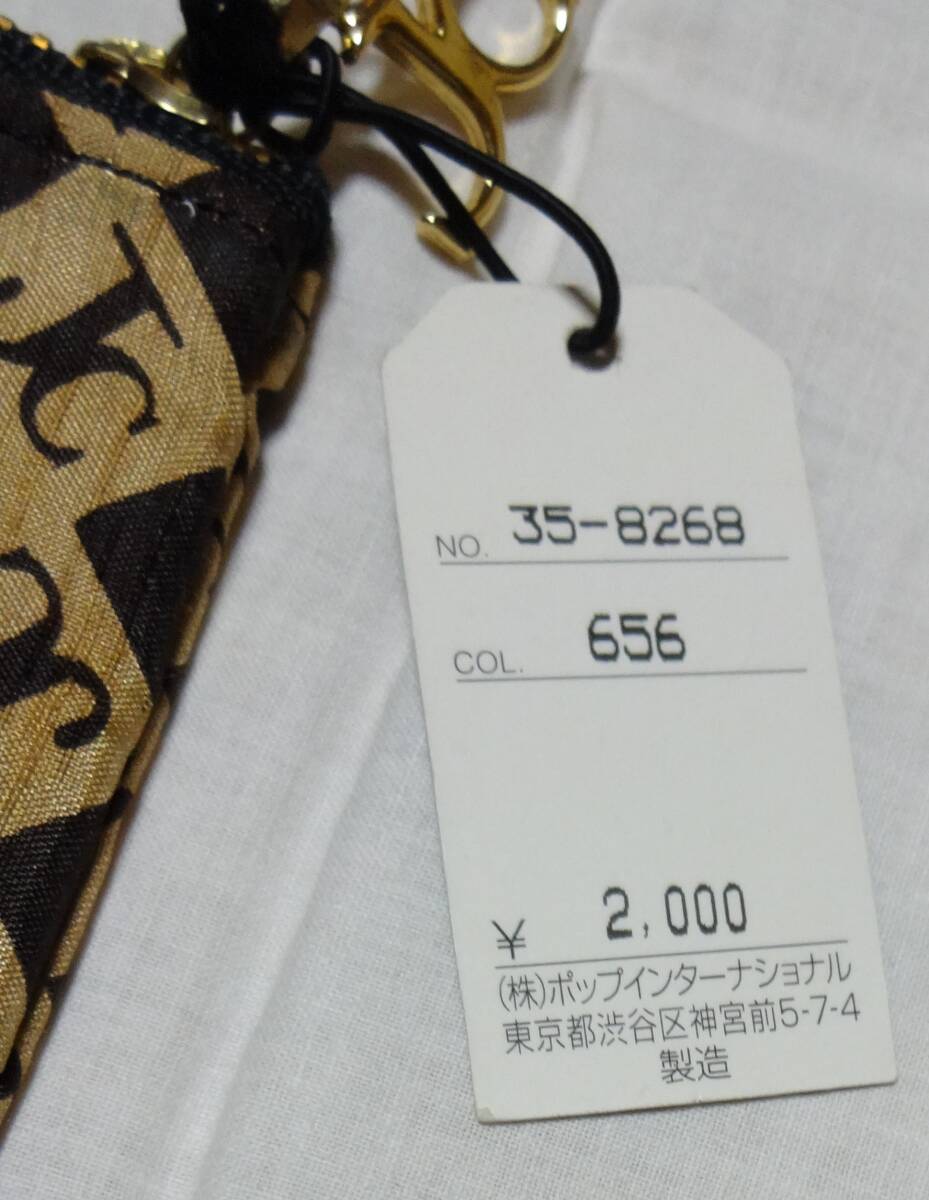 NO. 35-8268
COL. 656
¥ 2,000
(株)ポップインターナショナル
東京都渋谷区神宮前5-7-4
製造